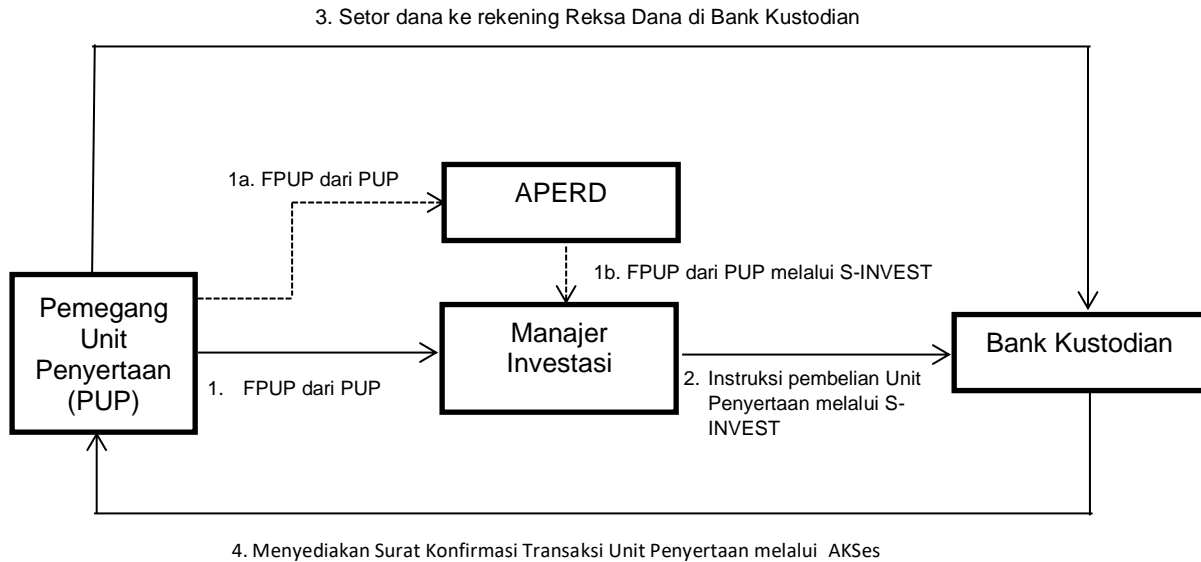 3. Setor dana ke rekening Reksa Dana di Bank Kustodian
1a. FPUP dari PUP
APERD
1b. FPUP dari PUP melalui S-INVEST
Pemegang
Unit
Penyertaan
(PUP)
Manajer
Investasi
Bank Kustodian
1. FPUP dari PUP
2. Instruksi pembelian Unit
Penyertaan melalui S-
INVEST
4. Menyediakan Surat Konfirmasi Transaksi Unit Penyertaan melalui AKSes